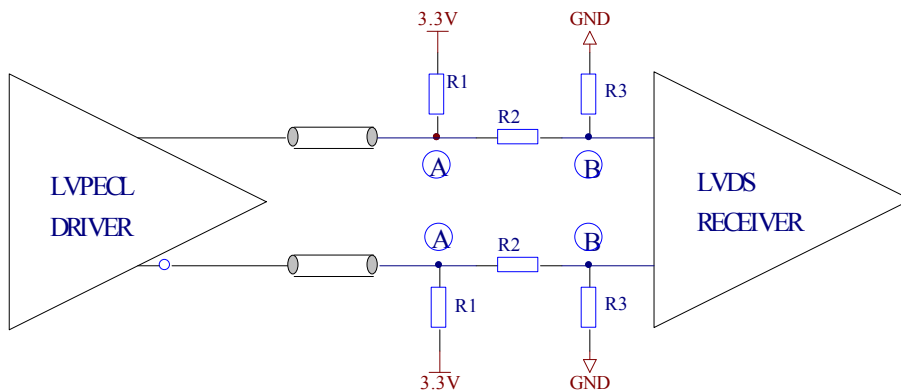 3.3V
GND
R1
R3
R2
A
B
LVPECL
DRIVER
LVDS
RECEIVER
A
B
R2
R1
R3
3.3V
GND